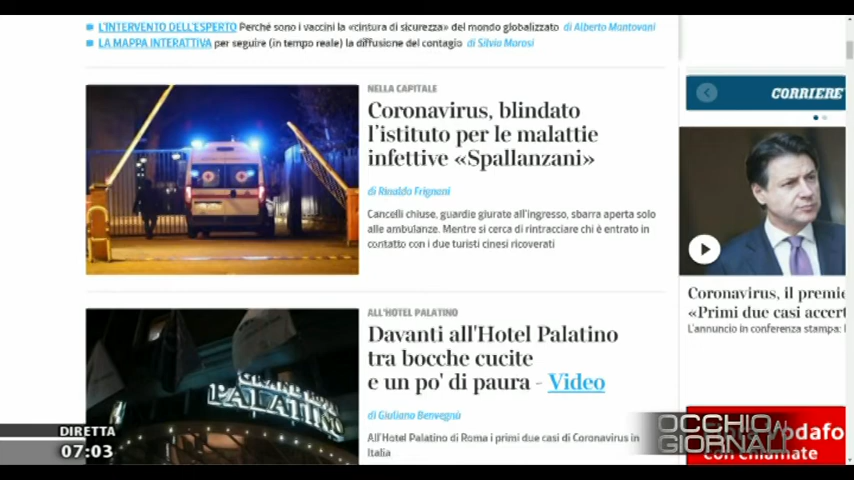 L'INTERVENTO DELL'ESPERTO Perché sono i vaccini la «cintura di sicurezza» del mondo globalizzato di Alberto Mantovani
LA MAPPA INTERATTIVA per seguire (in tempo reale) la diffusione del contagio di Silvia Morosi
NELLA CAPITALE
Coronavirus, blindato
l'istituto per le malattie
infettive «Spallanzani»
di Rinaldo Frignani
Cancelli chiuse, guardie giurate all'ingresso, sbarra aperta solo
alle ambulanze. Mentre si cerca di rintracciare chi è entrato in
contatto con i due turisti cinesi ricoverati
CORRIERE
Coronavirus, il premie
«Primi due casi accert
L'annuncio in conferenza stampa:
ALL'HOTEL PALATINO
Davanti all'Hotel Palatino
tra bocche cucite
e un po' di paura - Video
di Giuliano Benvegnù
All'Hotel Palatino di Roma i primi due casi di Coronavirus in
Italia
GRAND HOTEL
PALATINO
DIRETTA
07:03
OCCHIO AI
GIORNALI
odafo
con chiamate